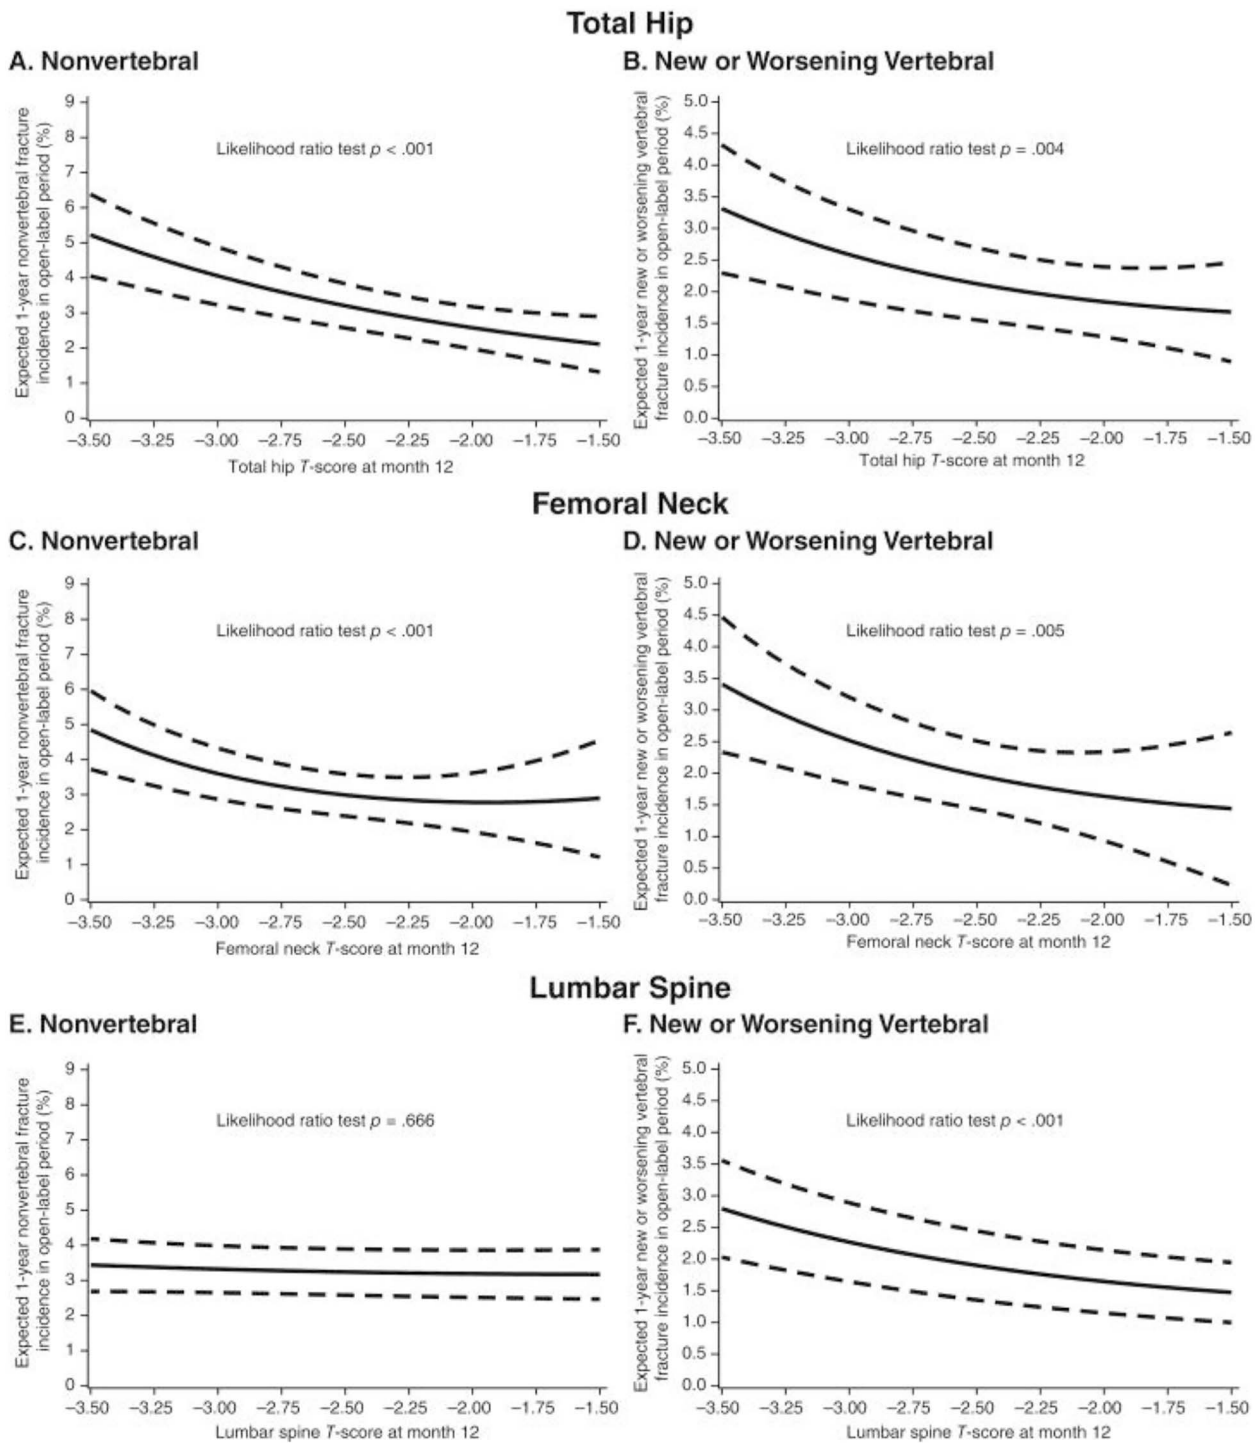 Total Hip
A. Nonvertebral
Expected 1-year nonvertebral fracture
incidence in open-label period (%)
9
8
7
6
5
4
3
2
1
0
Likelihood ratio test p < .001
–3.50 –3.25 –3.00 –2.75 –2.50 –2.25 –2.00 –1.75 –1.50
Total hip T-score at month 12
B. New or Worsening Vertebral
Expected 1-year new or worsening vertebral
fracture incidence in open-label period (%)
5.0
4.5
4.0
3.5
3.0
2.5
2.0
1.5
1.0
0.5
0.0
Likelihood ratio test p = .004
–3.50 –3.25 –3.00 –2.75 –2.50 –2.25 –2.00 –1.75 –1.50
Total hip T-score at month 12
Femoral Neck
C. Nonvertebral
Expected 1-year nonvertebral fracture
incidence in open-label period (%)
9
8
7
6
5
4
3
2
1
0
Likelihood ratio test p < .001
–3.50 –3.25 –3.00 –2.75 –2.50 –2.25 –2.00 –1.75 –1.50
Femoral neck T-score at month 12
D. New or Worsening Vertebral
Expected 1-year new or worsening vertebral
fracture incidence in open-label period (%)
5.0
4.5
4.0
3.5
3.0
2.5
2.0
1.5
1.0
0.5
0.0
Likelihood ratio test p = .005
–3.50 –3.25 –3.00 –2.75 –2.50 –2.25 –2.00 –1.75 –1.50
Femoral neck T-score at month 12
Lumbar Spine
E. Nonvertebral
Expected 1-year nonvertebral fracture
incidence in open-label period (%)
9
8
7
6
5
4
3
2
1
0
Likelihood ratio test p = .666
–3.50 –3.25 –3.00 –2.75 –2.50 –2.25 –2.00 –1.75 –1.50
Lumbar spine T-score at month 12
F. New or Worsening Vertebral
Expected 1-year new or worsening vertebral
fracture incidence in open-label period (%)
5.0
4.5
4.0
3.5
3.0
2.5
2.0
1.5
1.0
0.5
0.0
Likelihood ratio test p < .001
–3.50 –3.25 –3.00 –2.75 –2.50 –2.25 –2.00 –1.75 –1.50
Lumbar spine T-score at month 12